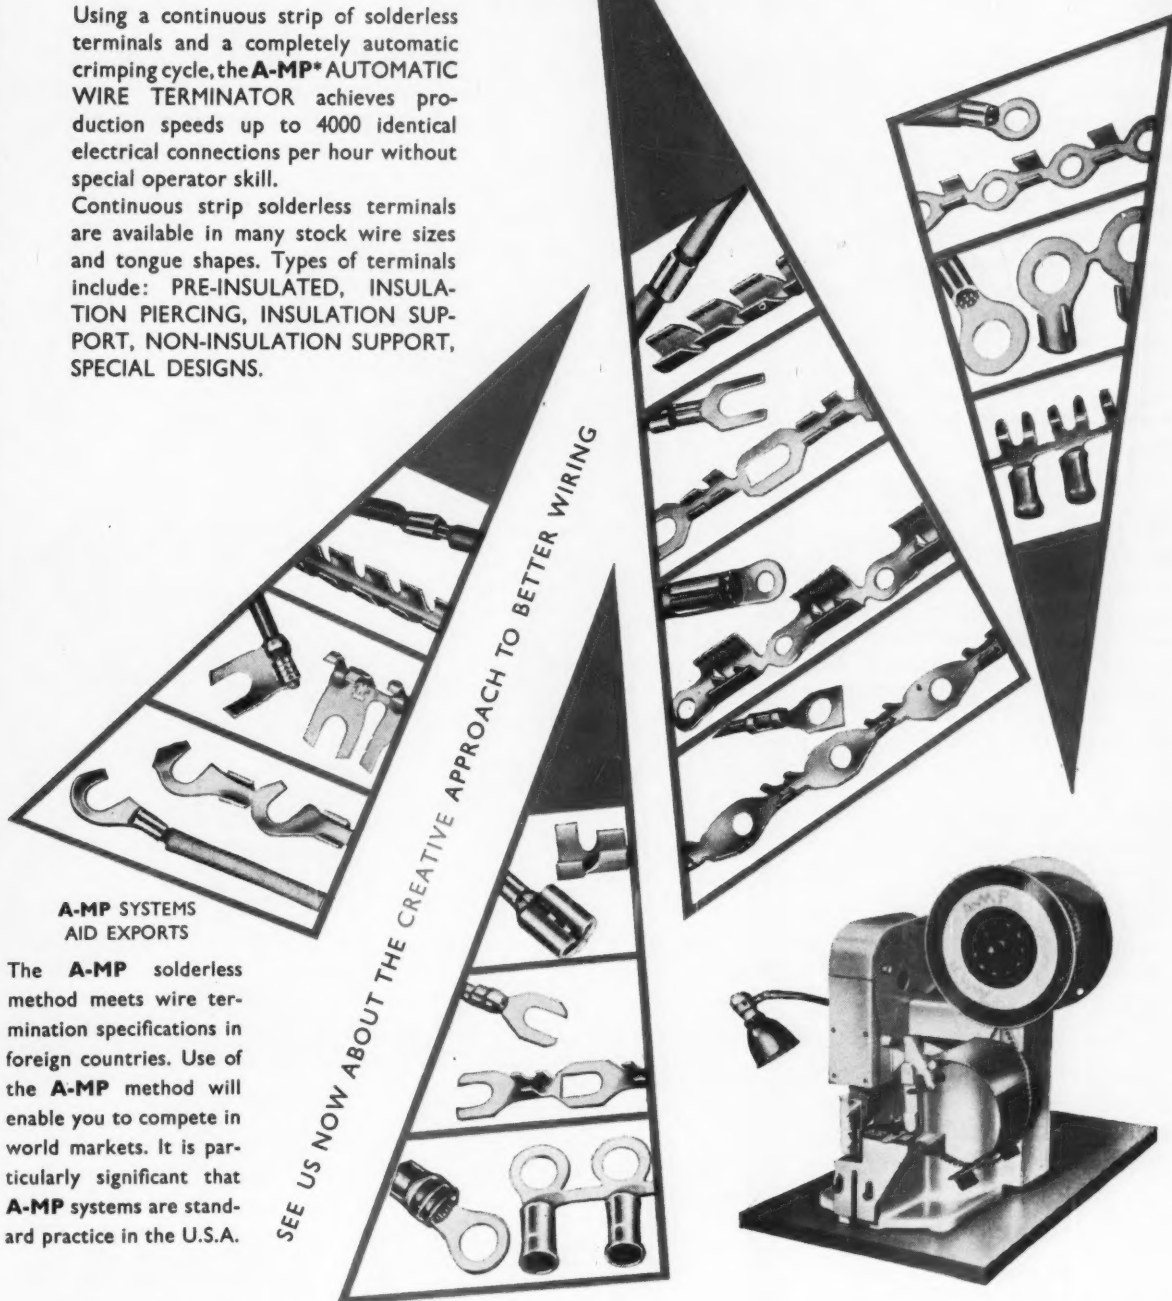 Using a continuous strip of solderless
terminals and a completely automatic
crimping cycle, the A-MP* AUTOMATIC
WIRE TERMINATOR achieves pro-
duction speeds up to 4000 identical
electrical connections per hour without
special operator skill.
Continuous strip solderless terminals
are available in many stock wire sizes
and tongue shapes. Types of terminals
include: PRE-INSULATED, INSULA-
TION PIERCING, INSULATION SUP-
PORT, NON-INSULATION SUPPORT,
SPECIAL DESIGNS.
SEE US NOW ABOUT THE CREATIVE APPROACH TO BETTER WIRING
A-MP SYSTEMS
AID EXPORTS
The A-MP solderless
method meets wire ter-
mination specifications in
foreign countries. Use of
the A-MP method will
enable you to compete in
world markets. It is par-
ticularly significant that
A-MP systems are stand-
ard practice in the U.S.A.
A-MP